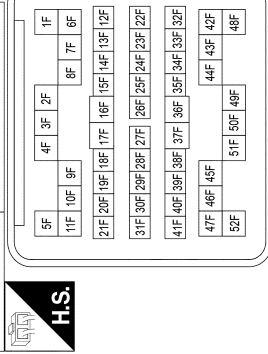 H.S.
5F 4F 3F 2F 1F
11F 10F 9F 8F 7F 6F
21F 20F 19F 18F 17F 16F 15F 14F 13F 12F
31F 30F 29F 28F 27F 26F 25F 24F 23F 22F
41F 40F 39F 38F 37F 36F 35F 34F 33F 32F
47F 46F 45F 44F 43F 42F
52F 51F 50F 49F 48F